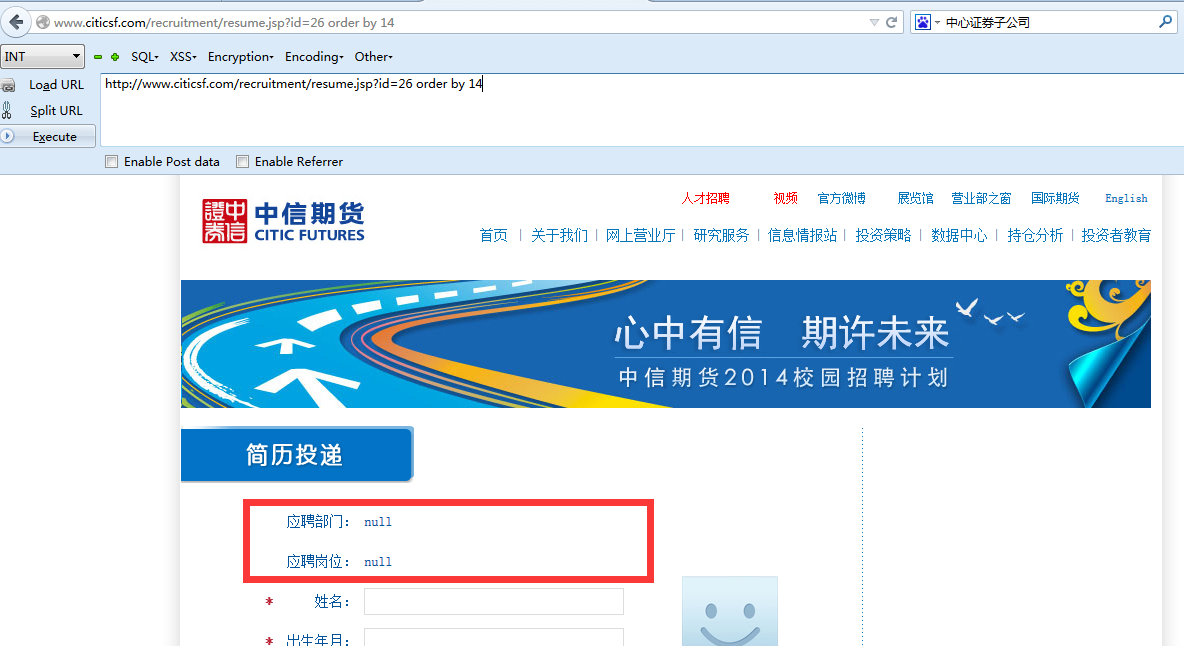 www.citicsf.com/recruitment/resume.jsp?id=26 order by 14
中心证券子公司
INT
SQL
XSS
Encryption
Encoding
Other
Load URL
http://www.citicsf.com/recruitment/resume.jsp?id=26 order by 14
Split URL
Execute
Enable Post data
Enable Referrer
人才招聘 视频 官方微博 展览馆 营业部之窗 国际期货 English
證中券信
中信期货
CITIC FUTURES
首页 | 关于我们 | 网上营业厅 | 研究服务 | 信息情报站 | 投资策略 | 数据中心 | 持仓分析 | 投资者教育
心中有信 期许未来
中信期货2014校园招聘计划
简历投递
应聘部门： null
应聘岗位： null
* 姓名：
* 出生年月：